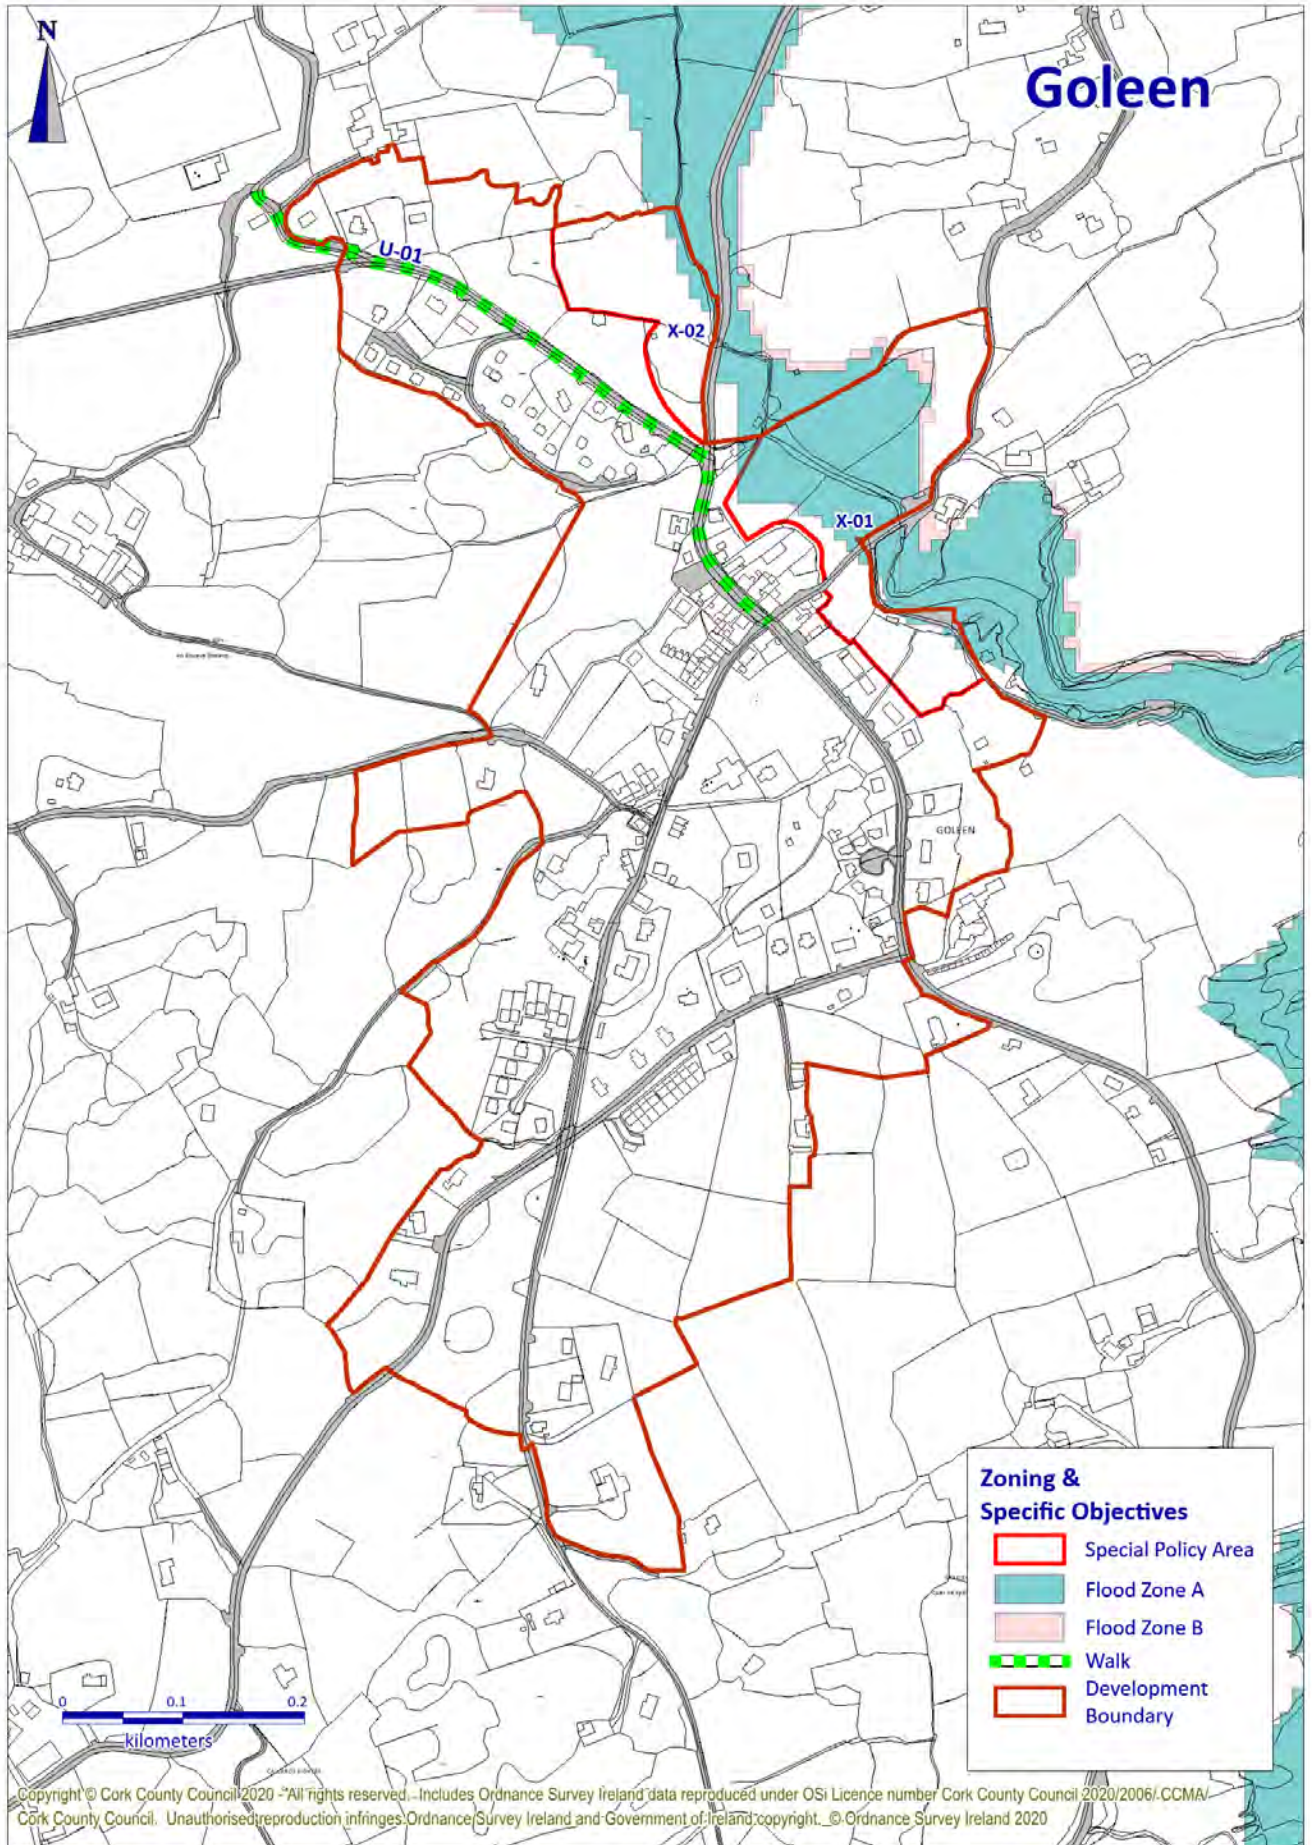 N
Goleen
U-01
X-02
X-01
GOLEEN
Zoning &
Specific Objectives
Special Policy Area
Flood Zone A
Flood Zone B
Walk
Development
Boundary
0 0.1 0.2
kilometers
Copyright © Cork County Council 2020 - "All rights reserved. Includes Ordnance Survey Ireland data reproduced under OSi Licence number Cork County Council 2020/2006/ CCMA/
Cork County Council. Unauthorised reproduction infringes Ordnance Survey Ireland and Government of Ireland copyright. © Ordnance Survey Ireland 2020